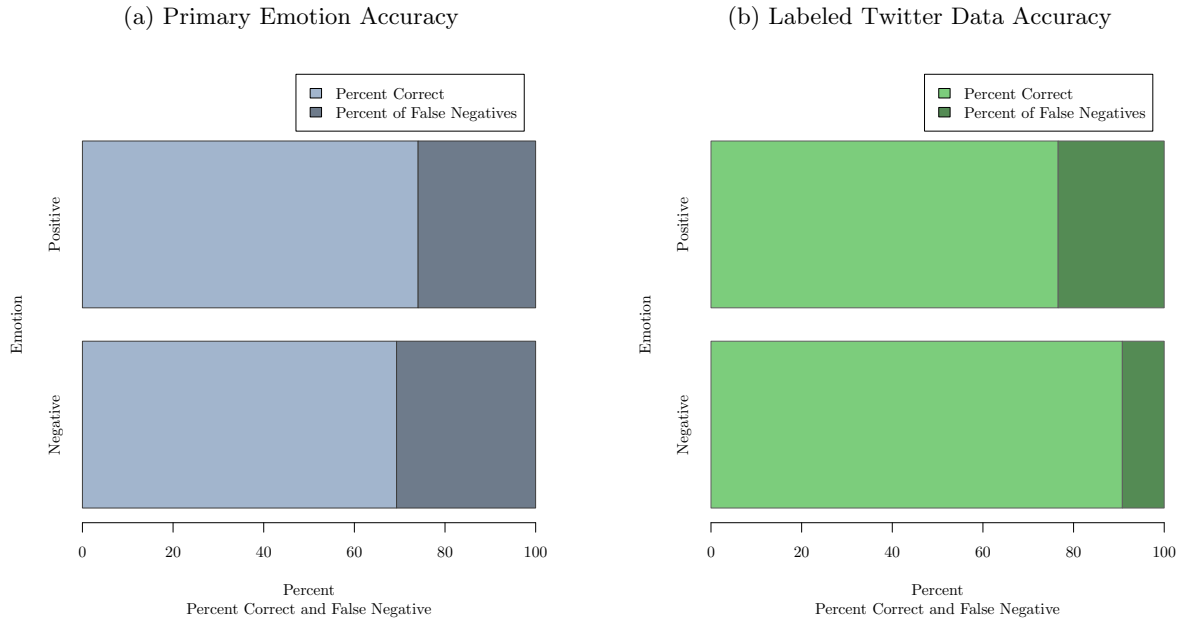 (a) Primary Emotion Accuracy
Percent Correct
Percent of False Negatives
Positive
Emotion
Negative
0 20 40 60 80 100
Percent
Percent Correct and False Negative
(b) Labeled Twitter Data Accuracy
Percent Correct
Percent of False Negatives
Positive
Emotion
Negative
0 20 40 60 80 100
Percent
Percent Correct and False Negative